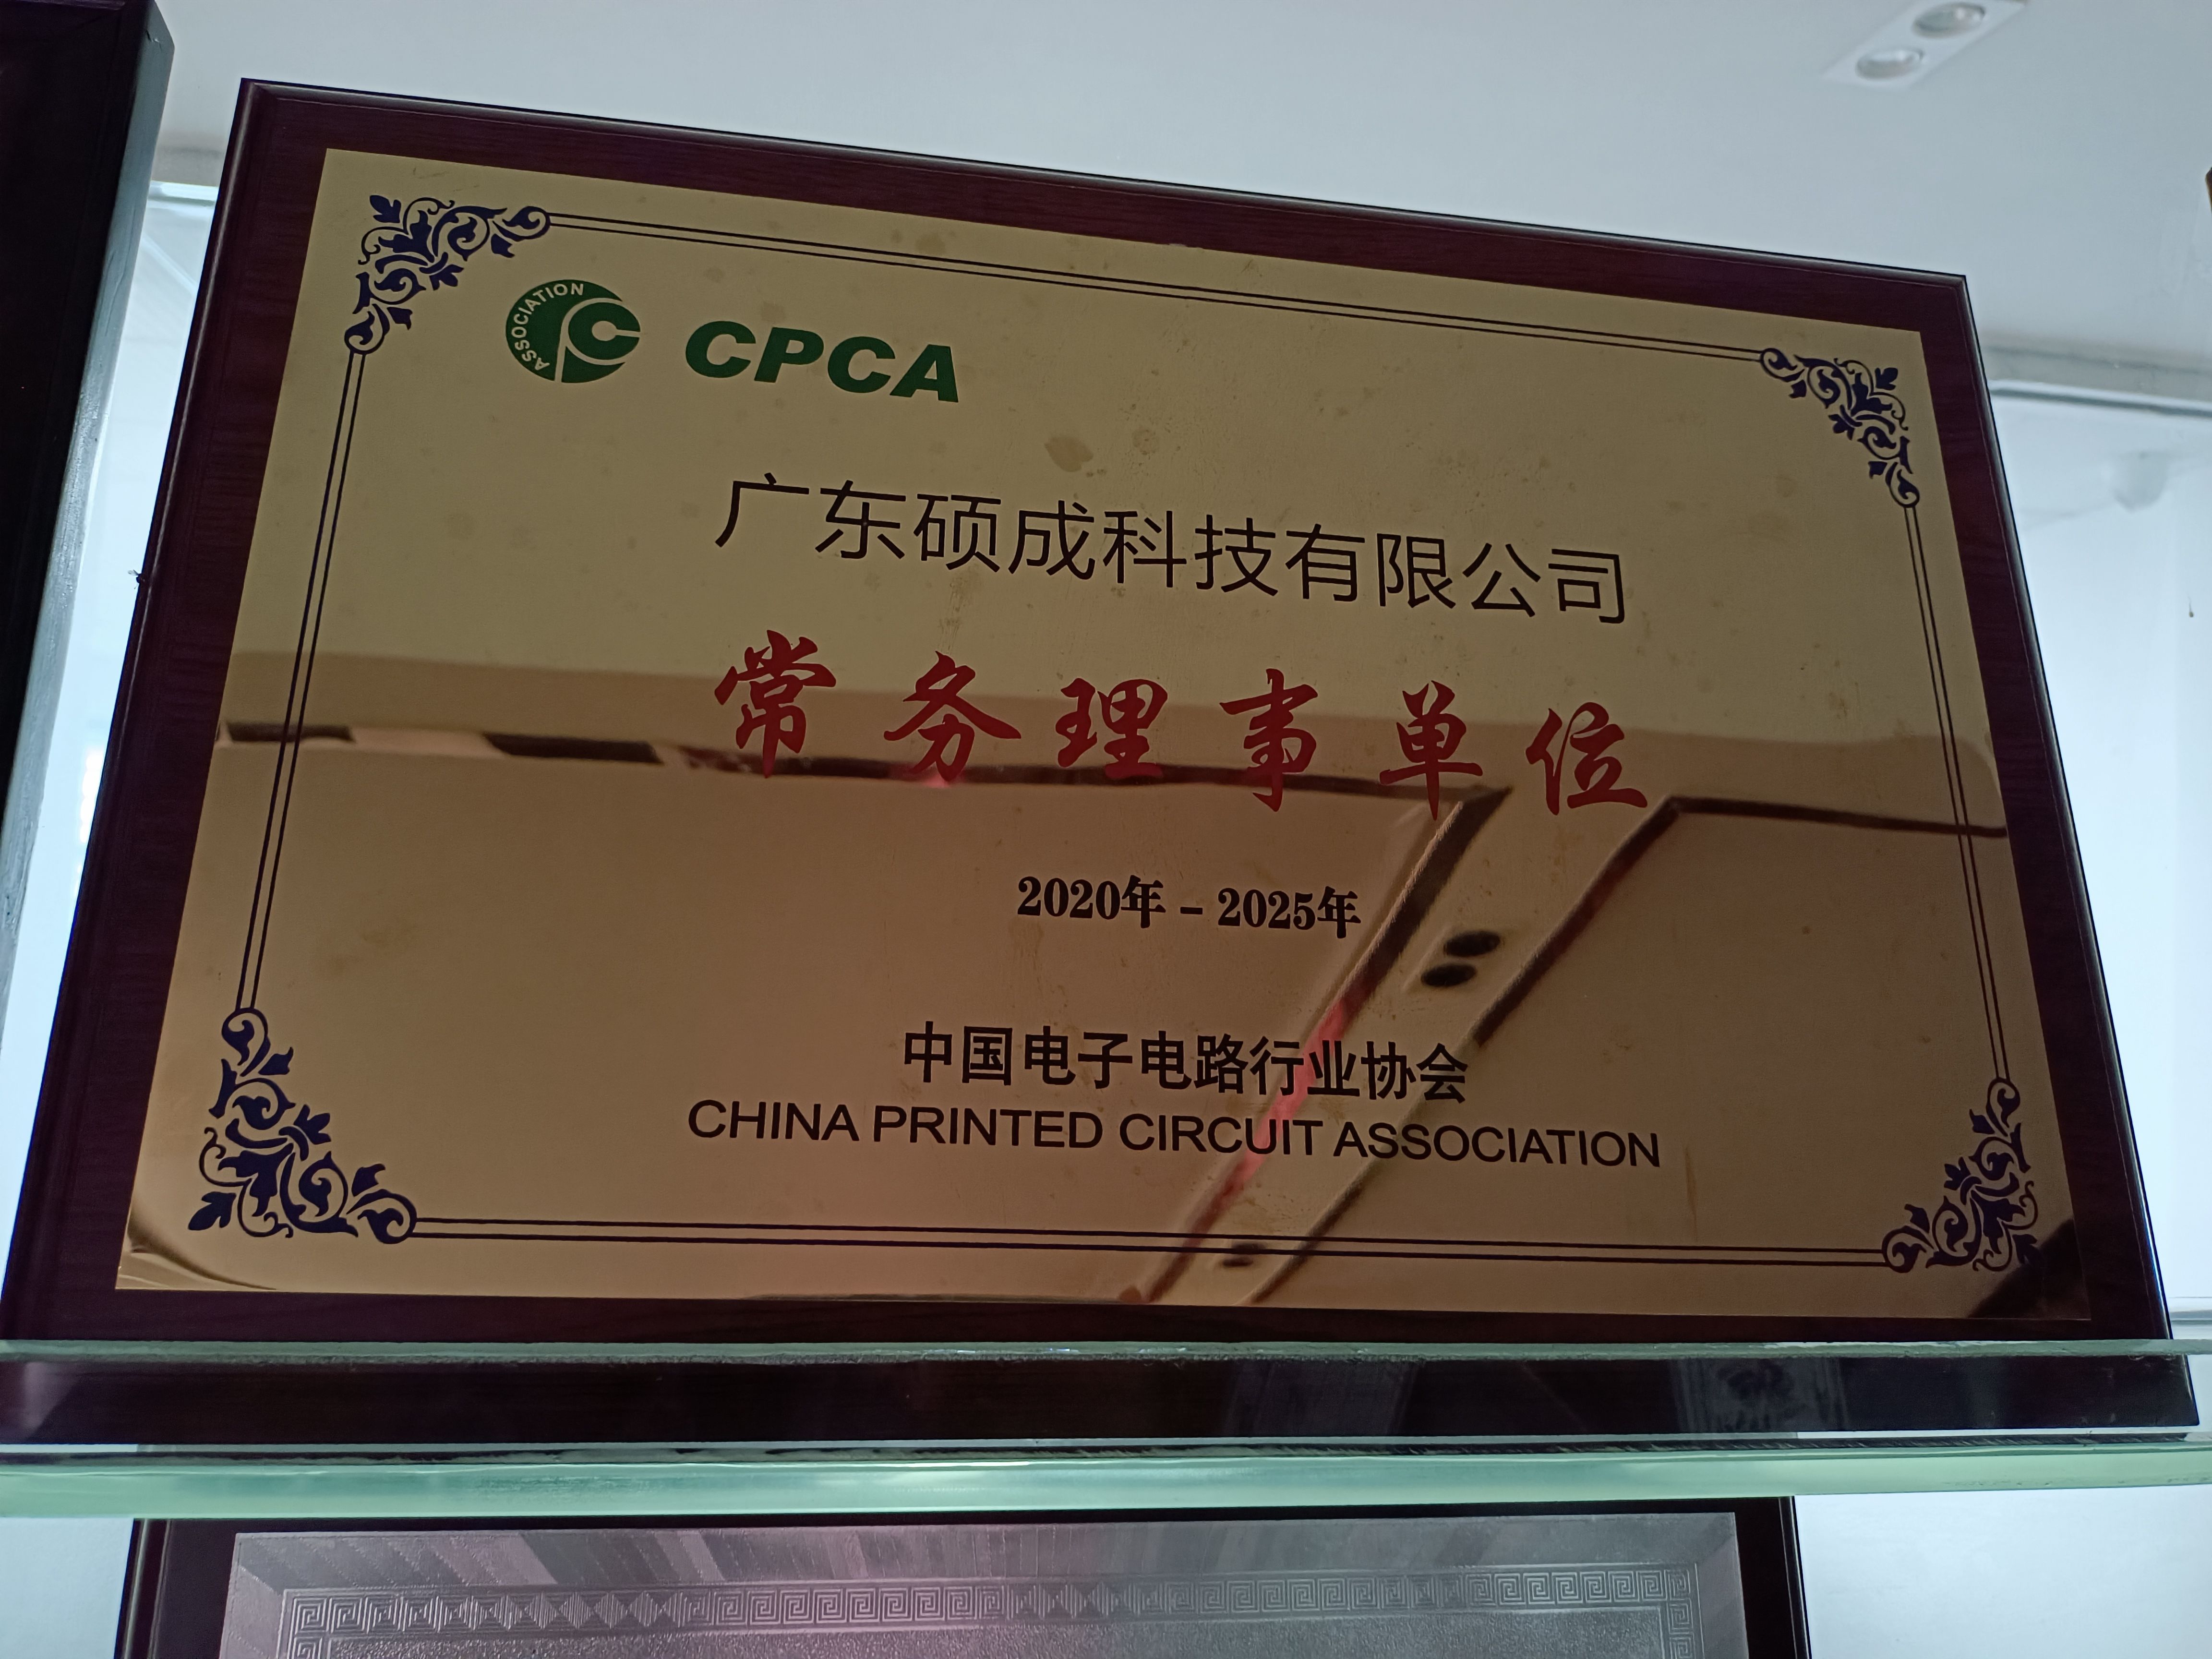 ASSOCIATION
CPCA
广东硕成科技有限公司
常务理事单位
2020年－2025年
中国电子电路行业协会
CHINA PRINTED CIRCUIT ASSOCIATION